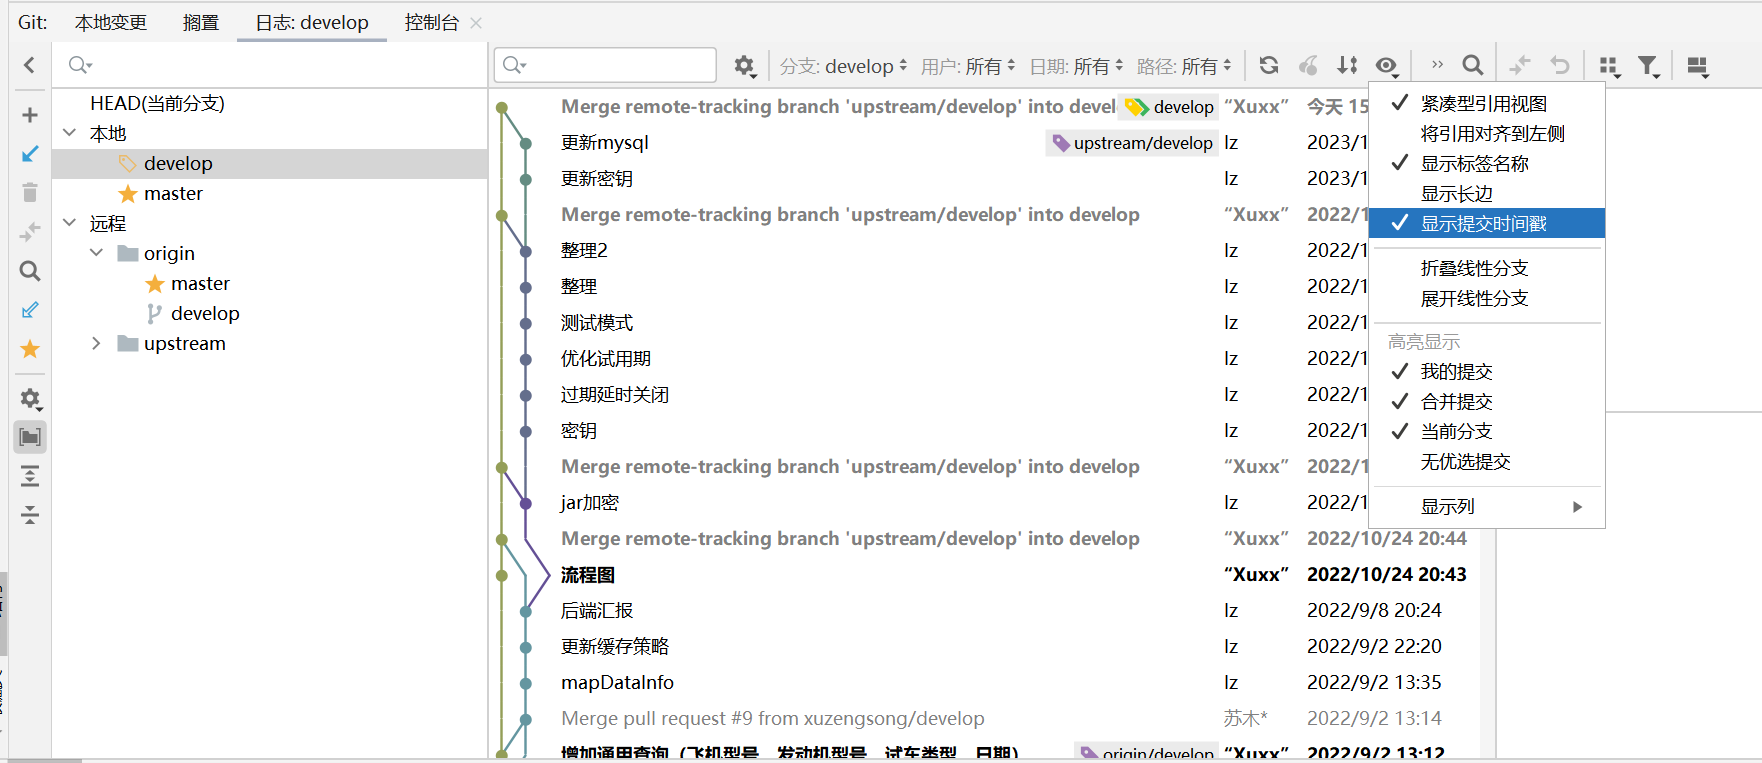 Git: 本地变更 搁置 日志: develop 控制台
分支: develop 用户: 所有 日期: 所有 路径: 所有
HEAD(当前分支)
本地
develop
master
远程
origin
master
develop
upstream
Merge remote-tracking branch 'upstream/develop' into devel develop “Xuxx” 今天 15
更新mysql upstream/develop lz 2023/1
更新密钥 lz 2023/1
Merge remote-tracking branch 'upstream/develop' into develop “Xuxx” 2022/1
整理2 lz 2022/1
整理 lz 2022/1
测试模式 lz 2022/1
优化试用期 lz 2022/1
过期延时关闭 lz 2022/1
密钥 lz 2022/1
Merge remote-tracking branch 'upstream/develop' into develop “Xuxx” 2022/1
jar加密 lz 2022/1
Merge remote-tracking branch 'upstream/develop' into develop “Xuxx” 2022/10/24 20:44
流程图 “Xuxx” 2022/10/24 20:43
后端汇报 lz 2022/9/8 20:24
更新缓存策略 lz 2022/9/2 22:20
mapDataInfo lz 2022/9/2 13:35
Merge pull request #9 from xuzengsong/develop 苏木* 2022/9/2 13:14
增加通用查询（飞机型号、发动机型号、试车类型、日期） origin/develop “Xuxx” 2022/9/2 13:12
紧凑型引用视图
将引用对齐到左侧
显示标签名称
显示长边
显示提交时间戳
折叠线性分支
展开线性分支
高亮显示
我的提交
合并提交
当前分支
无优选提交
显示列